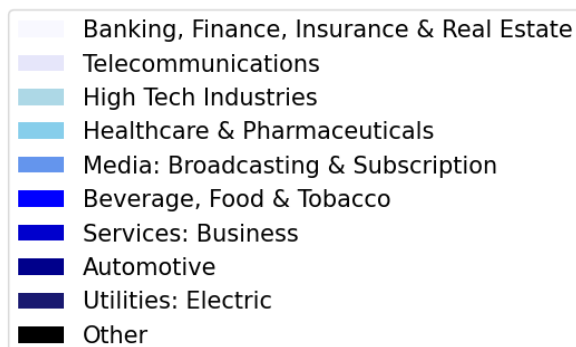 Banking, Finance, Insurance & Real Estate
Telecommunications
High Tech Industries
Healthcare & Pharmaceuticals
Media: Broadcasting & Subscription
Beverage, Food & Tobacco
Services: Business
Automotive
Utilities: Electric
Other